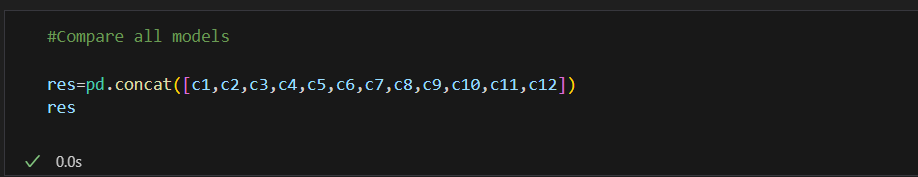 #Compare all models
res=pd.concat([c1,c2,c3,c4,c5,c6,c7,c8,c9,c10,c11,c12])
res
0.0s